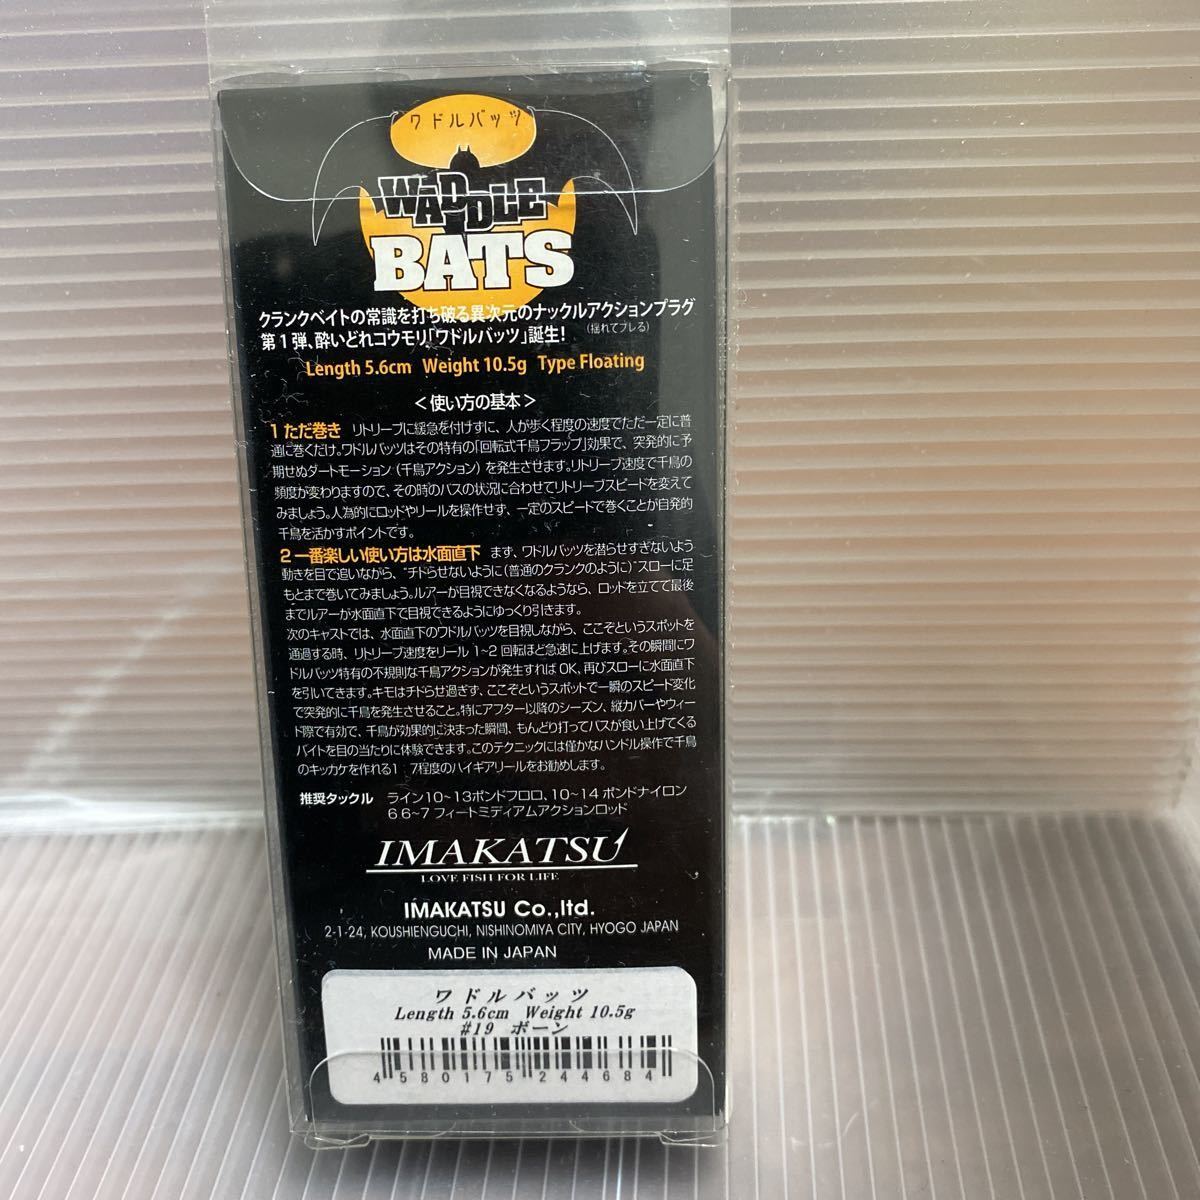 ワドルバッツ
WADDLE
BATS
クランクベイトの常識を打ち破る異次元のナックルアクションプラグ
(揺れてブレる)
第1弾、酔いどれコウモリ「ワドルバッツ」誕生!
Length 5.6cm Weight 10.5g Type Floating
＜使い方の基本＞
1 ただ巻き リトリーブに緩急を付けすに、人が歩く程度の速度でただ一定に普
通に巻くだけ。ワドルバッツはその特有の「回転式千鳥フラップ」効果で、突発的に予
期せぬダートモーション(千鳥アクション)を発生させます。リトリーブ速度で千鳥の
頻度が変わりますので、その時のバスの状況に合わせてリトリーブスピードを変えて
みましょう。人為的にロッドやリールを操作せず、一定のスピードで巻くことが自発的
千鳥を活かすポイントです。
2 一番楽しい使い方は水面直下 まず、ワドルバッツを潜らせすぎないよう
動きを目で追いながら、"チドらせないように(普通のクランクのように)"スローに足
もとまで巻いてみましょう。ルアーが目視できなくなるようなら、ロッドを立てて最後
までルアーが水面直下で目視できるようにゆっくり引きます。
次のキャストでは、水面直下のワドルバッツを目視しながら、ここぞというスポットを
通過する時、リトリーブ速度をリール1~2回転ほど急速に上げます。その瞬間にワ
ドルバッツ特有の不規則な千鳥アクションが発生すればOK、再びスローに水面直下
を引いてきます。キモはチドらせ過ぎず、ここぞというスポットで一瞬のスピード変化
で突発的に千鳥を発生させること。特にアフター以降のシーズン、縦カバーやウィー
ド際で有効で、千鳥が効果的に決まった瞬間、もんどり打ってバスが食い上げてくる
バイトを目の当たりに体験できます。このテクニックには僅かなハンドル操作で千鳥
のキッカケを作れる1 7程度のハイギアリールをお勧めします。
推奨タックル ライン10~13ポンドフロロ、10~14ポンドナイロン
6 6~7 フィートミディアムアクションロッド
IMAKATSU
LOVE FISH FOR LIFE
IMAKATSU Co.,ltd.
2-1-24, KOUSHIENGUCHI, NISHINOMIYA CITY, HYOGO JAPAN
MADE IN JAPAN
ワドルバッツ
Length 5.6cm Weight 10.5g
#19 ボーン
4 580175 244684